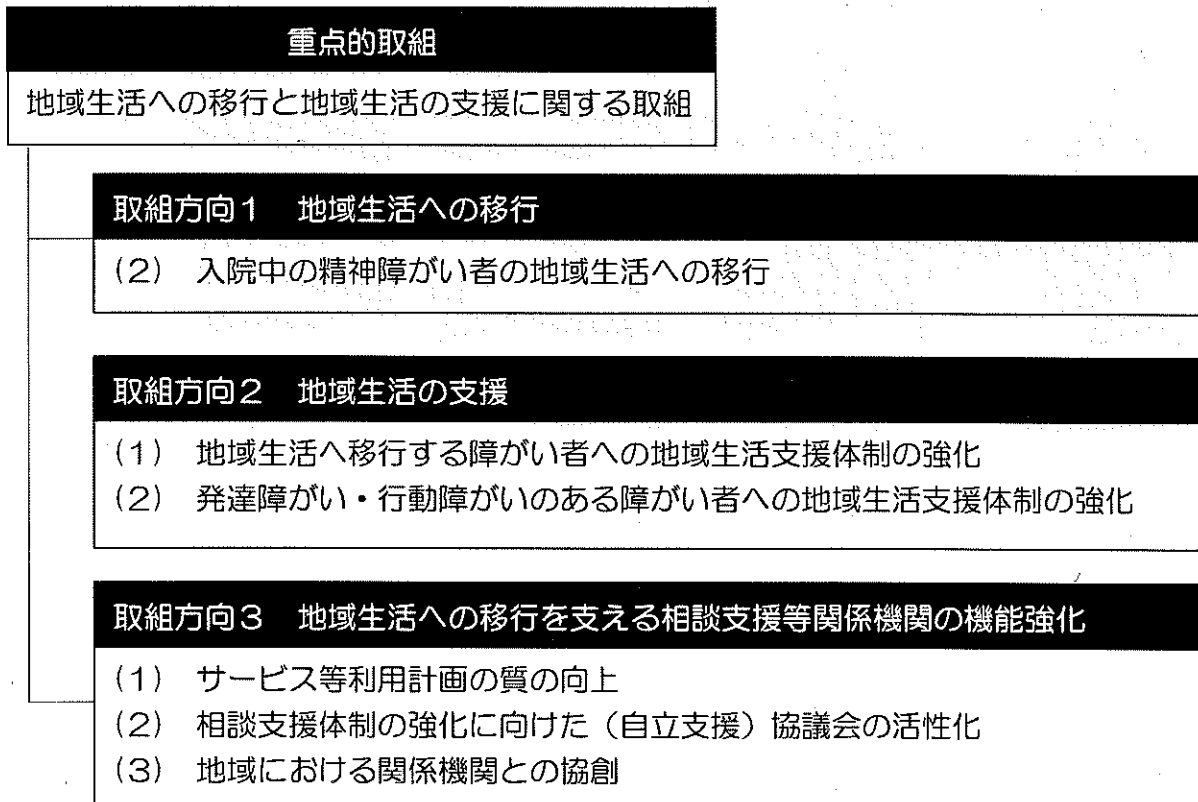 重点的取組
地域生活への移行と地域生活の支援に関する取組
取組方向1　地域生活への移行
(2)　入院中の精神障がい者の地域生活への移行
取組方向2　地域生活の支援
(1)　地域生活へ移行する障がい者への地域生活支援体制の強化
(2)　発達障がい・行動障がいのある障がい者への地域生活支援体制の強化
取組方向3　地域生活への移行を支える相談支援等関係機関の機能強化
(1)　サービス等利用計画の質の向上
(2)　相談支援体制の強化に向けた（自立支援）協議会の活性化
(3)　地域における関係機関との協創